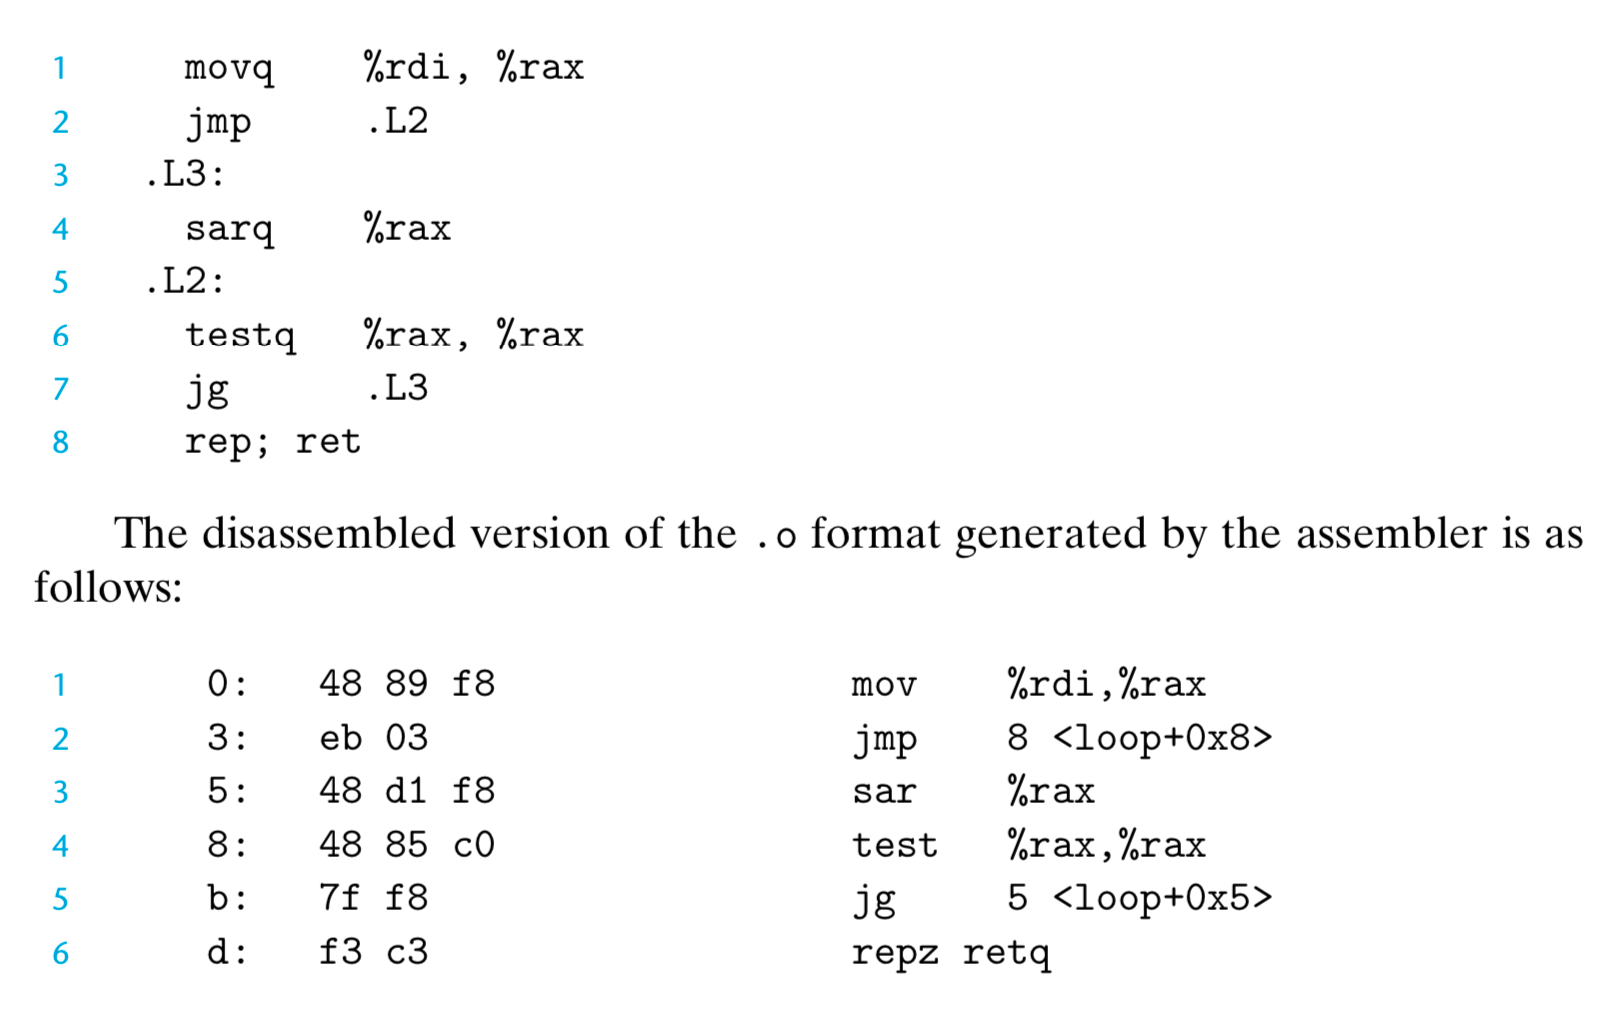 1 movq %rdi, %rax
2 jmp .L2
3 .L3:
4 sarq %rax
5 .L2:
6 testq %rax, %rax
7 jg .L3
8 rep; ret
The disassembled version of the .o format generated by the assembler is as
follows:
1 0: 48 89 f8 mov %rdi,%rax
2 3: eb 03 jmp 8 <loop+0x8>
3 5: 48 d1 f8 sar %rax
4 8: 48 85 c0 test %rax,%rax
5 b: 7f f8 jg 5 <loop+0x5>
6 d: f3 c3 repz retq